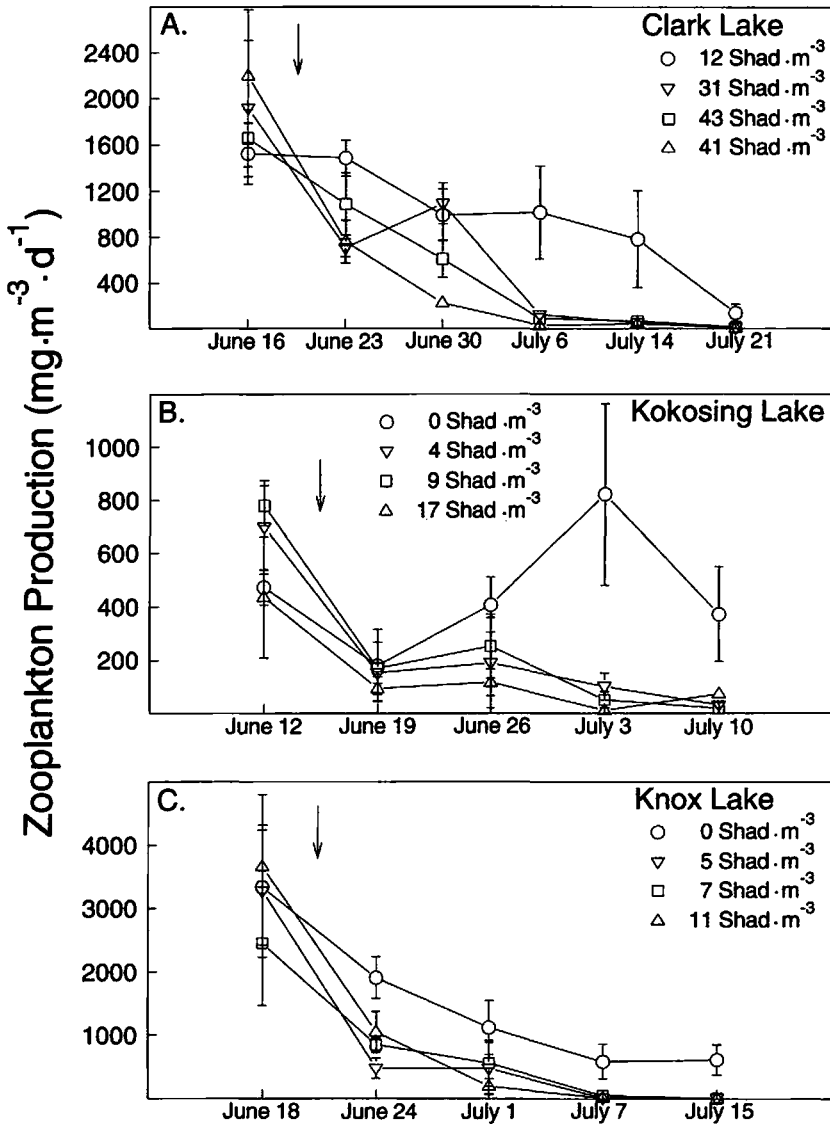 Zooplankton Production (mg·m⁻³·d⁻¹)
A.
Clark Lake
12 Shad·m⁻³
31 Shad·m⁻³
43 Shad·m⁻³
41 Shad·m⁻³
2400
2000
1600
1200
800
400
June 16 June 23 June 30 July 6 July 14 July 21
B.
Kokosing Lake
0 Shad·m⁻³
4 Shad·m⁻³
9 Shad·m⁻³
17 Shad·m⁻³
1000
800
600
400
200
June 12 June 19 June 26 July 3 July 10
C.
Knox Lake
0 Shad·m⁻³
5 Shad·m⁻³
7 Shad·m⁻³
11 Shad·m⁻³
4000
3000
2000
1000
June 18 June 24 July 1 July 7 July 15